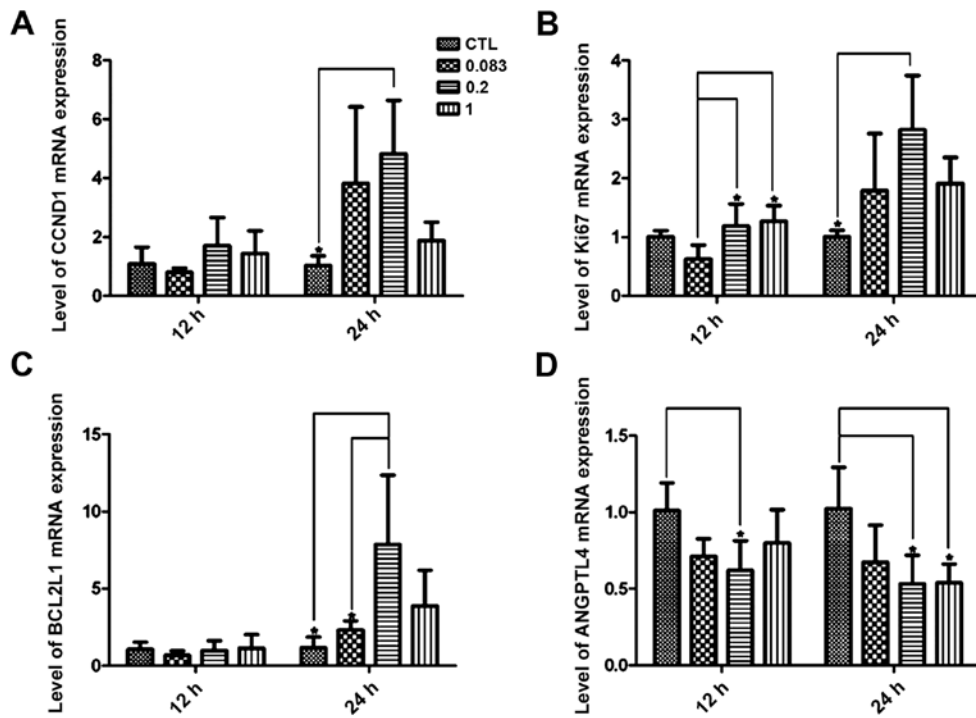 A
Level of CCND1 mRNA expression
8
6
4
2
0
12 h
24 h
CTL
0.083
0.2
1
*
B
Level of Ki67 mRNA expression
4
3
2
1
0
* * *
12 h
24 h
C
Level of BCL2L1 mRNA expression
15
10
5
0
* *
12 h
24 h
D
Level of ANGPTL4 mRNA expression
1.5
1.0
0.5
0.0
* * *
12 h
24 h